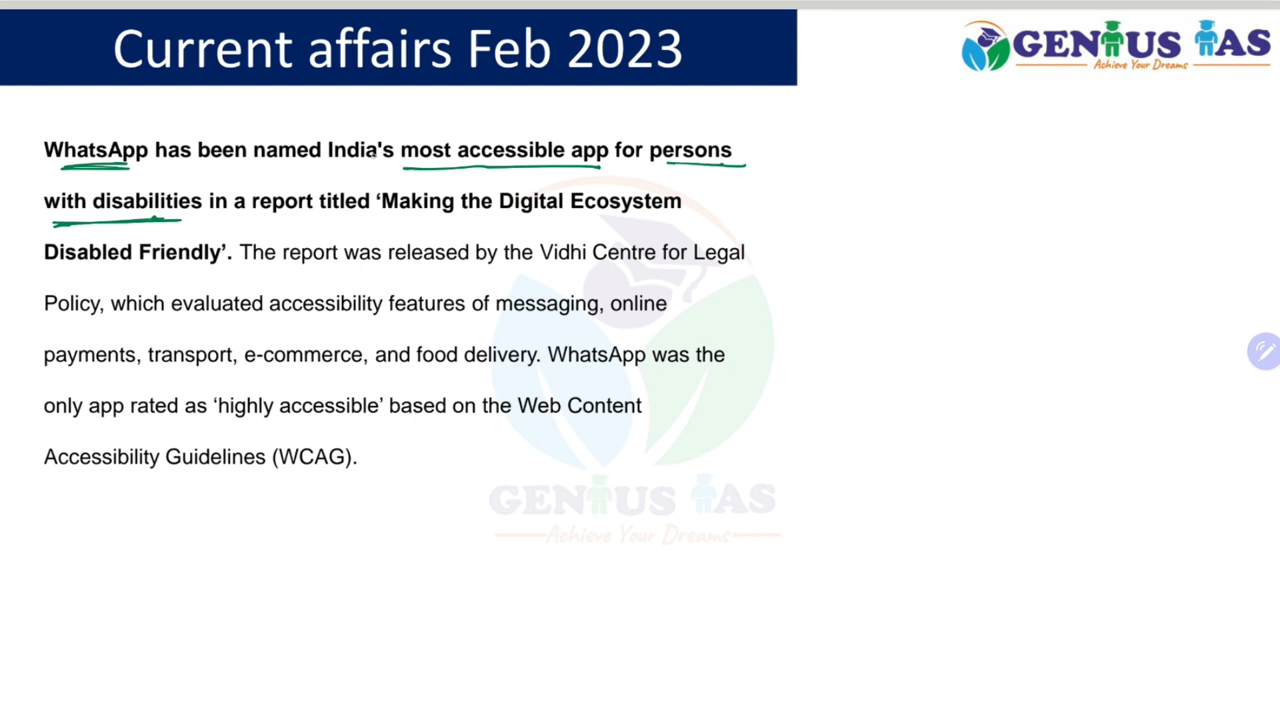 Current affairs Feb 2023
GENIUS IAS
Achieve Your Dreams
WhatsApp has been named India's most accessible app for persons
with disabilities in a report titled ‘Making the Digital Ecosystem
Disabled Friendly’. The report was released by the Vidhi Centre for Legal
Policy, which evaluated accessibility features of messaging, online
payments, transport, e-commerce, and food delivery. WhatsApp was the
only app rated as ‘highly accessible’ based on the Web Content
Accessibility Guidelines (WCAG).
GENIUS IAS
Achieve Your Dreams